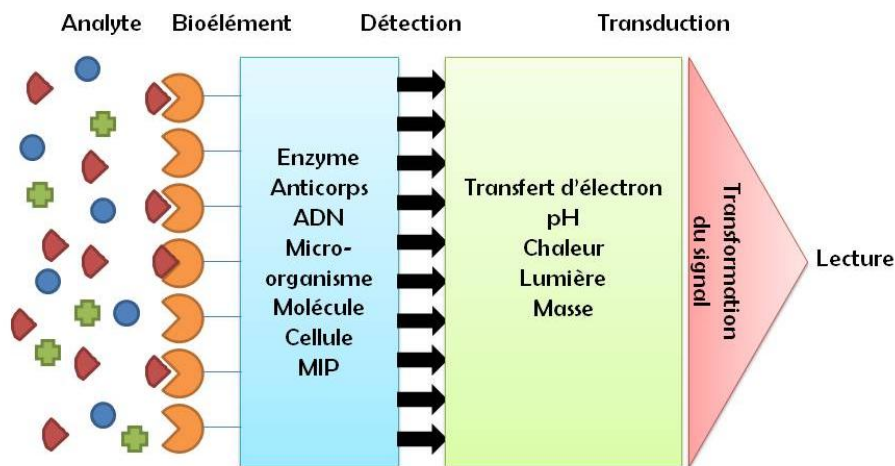 Analyte Bioélément Détection Transduction
Enzyme
Anticorps
ADN
Micro-
organisme
Molécule
Cellule
MIP
Transfert d'électron
pH
Chaleur
Lumière
Masse
Transformation
du signal
Lecture